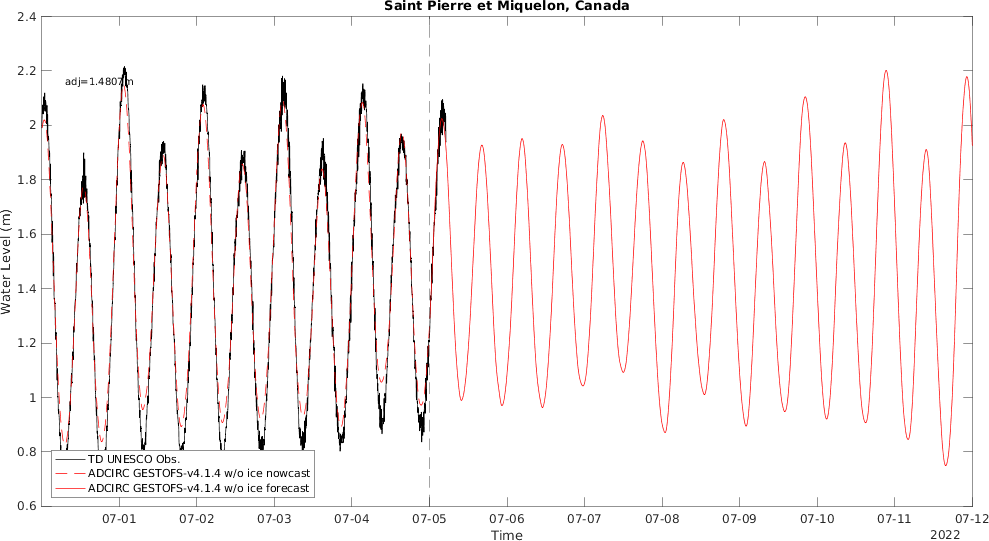 Saint Pierre et Miquelon, Canada
Water Level (m)
2.4
2.2
2
1.8
1.6
1.4
1.2
1
0.8
0.6
adj=1.4807m
TD UNESCO Obs.
ADCIRC GESTOFS-v4.1.4 w/o ice nowcast
ADCIRC GESTOFS-v4.1.4 w/o ice forecast
07-01 07-02 07-03 07-04 07-05 07-06 07-07 07-08 07-09 07-10 07-11 07-12
Time
2022